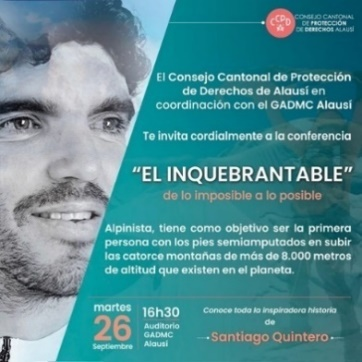 CCPD
CONSEJO CANTONAL
DE PROTECCIÓN
DE DERECHOS ALAUSÍ
El Consejo Cantonal de Protección
de Derechos de Alausí en
coordinación con el GADMC Alausí
Te invita cordialmente a la conferencia
“EL INQUEBRANTABLE”
de lo imposible a lo posible
Alpinista, tiene como objetivo ser la primera
persona con los pies semiamputados en subir
las catorce montañas de más de 8.000 metros
de altitud que existen en el planeta.
martes
26
Septiembre
16h30
Auditorio
GADMC
Alausí
Conoce toda la inspiradora historia
de
Santiago Quintero